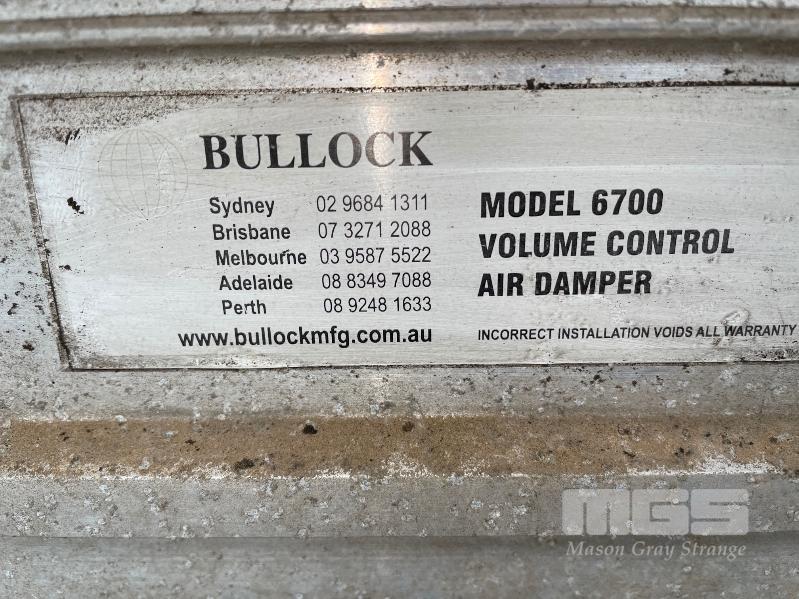 BULLOCK
Sydney 02 9684 1311
Brisbane 07 3271 2088
Melbourne 03 9587 5522
Adelaide 08 8349 7088
Perth 08 9248 1633
www.bullockmfg.com.au
MODEL 6700
VOLUME CONTROL
AIR DAMPER
INCORRECT INSTALLATION VOIDS ALL WARRANTY
MGS
Mason Gray Strange